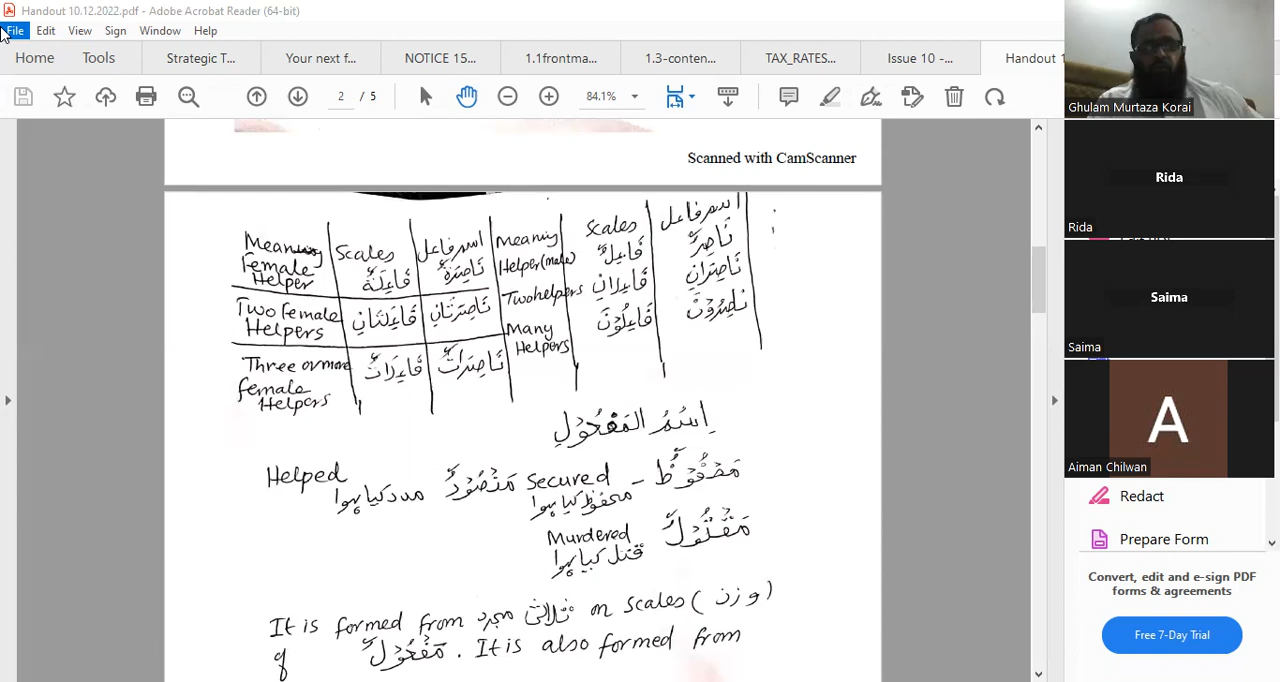 Handout 10.12.2022.pdf - Adobe Acrobat Reader (64-bit)
File Edit View Sign Window Help
Home Tools Strategic T... Your next f... NOTICE 15... 1.1frontma... 1.3-conten... TAX_RATES... Issue 10 -... Handout 1
2 / 5 84.1%
Scanned with CamScanner
Meaning Scales اسم فاعل Meaning Scales اسم فاعل
Female Helper فَاعِلَةٌ نَاصِرَةٌ Helper (male) فَاعِلٌ نَاصِرٌ
Two female Helpers فَاعِلَتَانِ نَاصِرَتَانِ Two helpers فَاعِلَانِ نَاصِرَانِ
Three or more female Helpers فَاعِلَاتٌ نَاصِرَاتٌ Many Helpers فَاعِلُوْنَ نَاصِرُوْنَ
اِسْمُ الْمَفْعُوْلِ
مَحْفُوْظٌ - Secured مَنْصُوْرٌ Helped
محفوظ کیا ہوا مدد کیا ہوا
مَقْتُوْلٌ Murdered
قتل کیا ہوا
It is formed from ثلاثی مجرد on scales (وزن)
of مَفْعُوْلٌ. It is also formed from
Ghulam Murtaza Korai
Rida
Rida
Saima
Saima
A
Aiman Chilwan
Redact
Prepare Form
Convert, edit and e-sign PDF
forms & agreements
Free 7-Day Trial